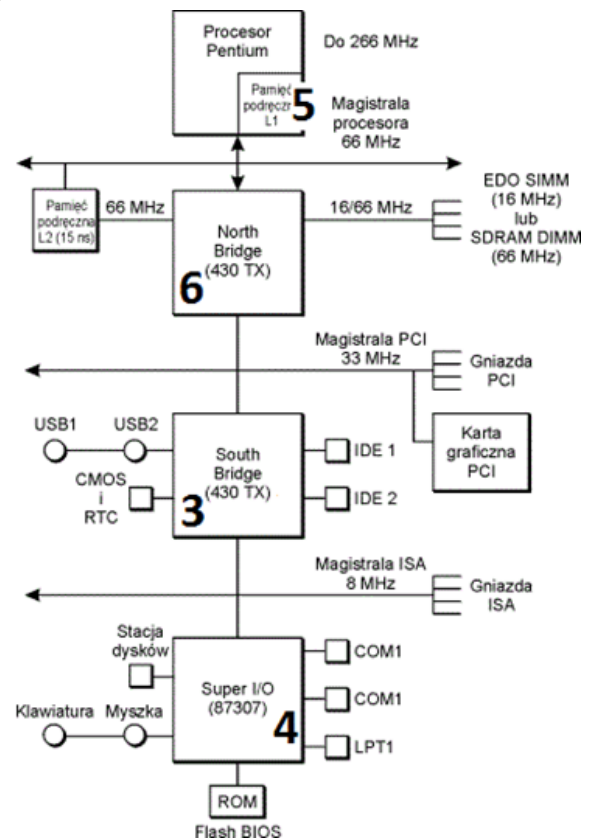 Procesor
Pentium
Do 266 MHz
Pamięć
5
L1
Magistrala
procesora
66 MHz
Pamięć
podręczna
L2 (15 ns)
66 MHz
North
Bridge
(430 TX)
6
16/66 MHz
EDO SIMM
(16 MHz)
lub
SDRAM DIMM
(66 MHz)
Magistrala PCI
33 MHz
Gniazda
PCI
Karta
graficzna
PCI
USB1
USB2
CMOS
i
RTC
South
Bridge
(430 TX)
3
IDE 1
IDE 2
Magistrala ISA
8 MHz
Gniazda
ISA
Stacja
dysków
Klawiatura
Myszka
Super I/O
(87307)
4
COM1
COM1
LPT1
ROM
Flash BIOS